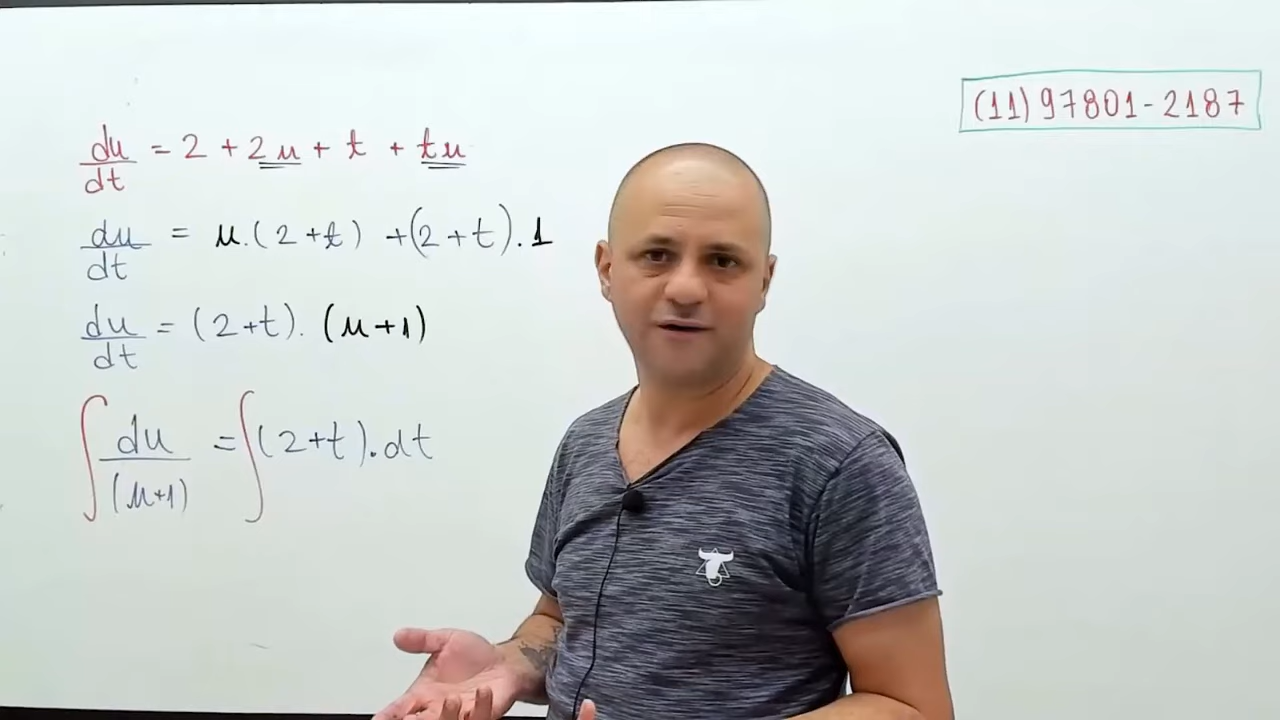 du/dt = 2 + 2u + t + tu
du/dt = u.(2+t) +(2+t).1
du/dt = (2+t).(u+1)
∫ du/(u+1) = ∫ (2+t).dt
(11) 97801-2187